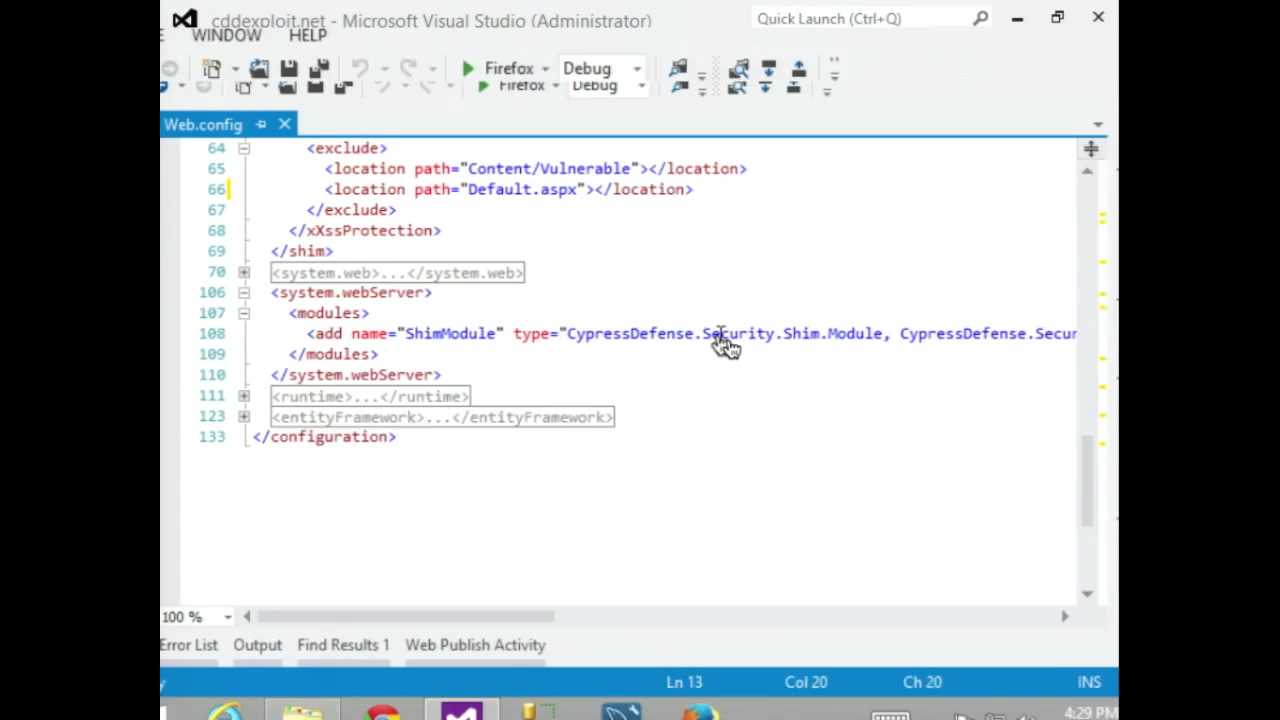 cddexploit.net - Microsoft Visual Studio (Administrator)
Quick Launch (Ctrl+Q)
WINDOW HELP
Firefox Debug
Firefox Debug
Web.config
64 <exclude>
65 <location path="Content/Vulnerable"></location>
66 <location path="Default.aspx"></location>
67 </exclude>
68 </xXssProtection>
69 </shim>
70 <system.web>...</system.web>
106 <system.webServer>
107 <modules>
108 <add name="ShimModule" type="CypressDefense.Security.Shim.Module, CypressDefense.Secur
109 </modules>
110 </system.webServer>
111 <runtime>...</runtime>
123 <entityFramework>...</entityFramework>
133 </configuration>
100 %
Error List Output Find Results 1 Web Publish Activity
Ln 13 Col 20 Ch 20 INS
4:29 PM